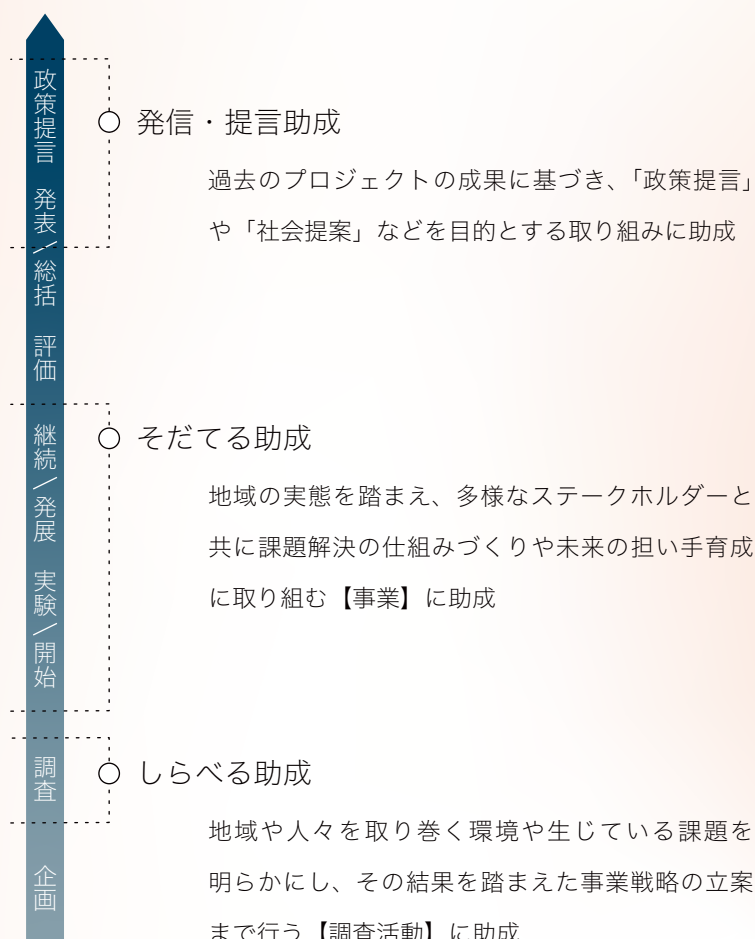 政策提言　発表／総括　評価　継続／発展　実験／開始　調査　企画
発信・提言助成
過去のプロジェクトの成果に基づき、「政策提言」
や「社会提案」などを目的とする取り組みに助成
そだてる助成
地域の実態を踏まえ、多様なステークホルダーと
共に課題解決の仕組みづくりや未来の担い手育成
に取り組む【事業】に助成
しらべる助成
地域や人々を取り巻く環境や生じている課題を
明らかにし、その結果を踏まえた事業戦略の立案
まで行う【調査活動】に助成